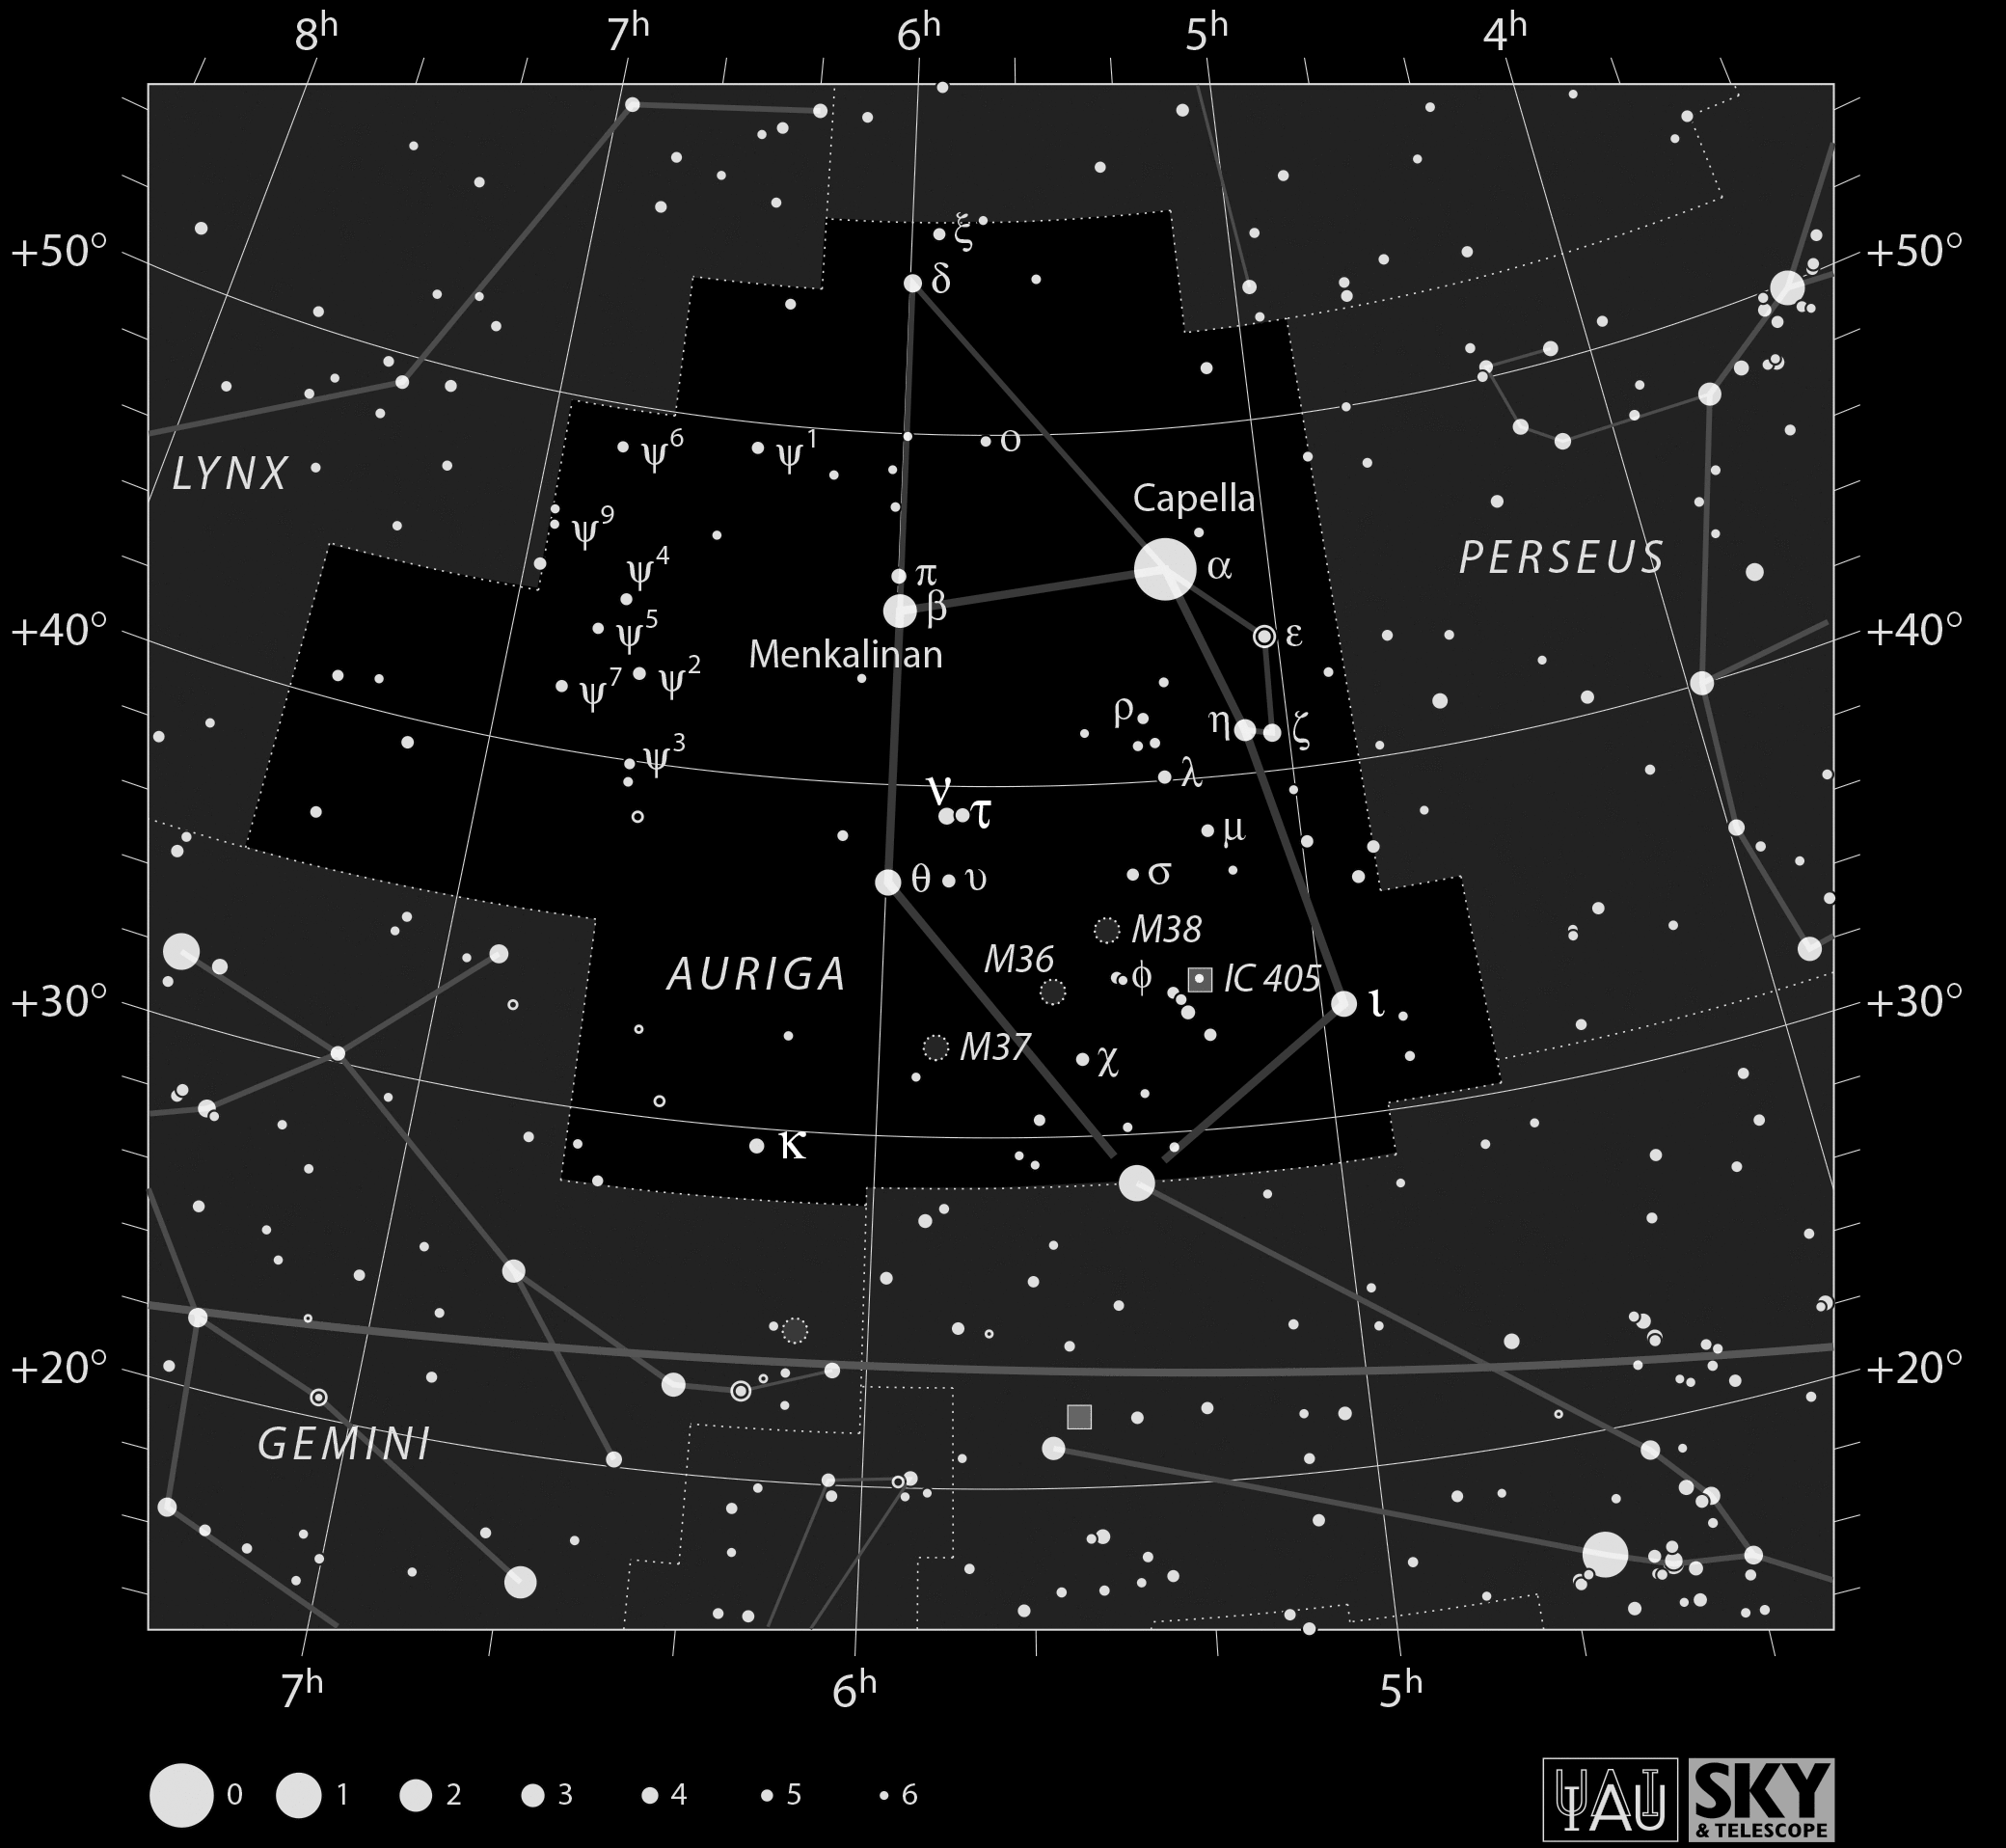 8h 7h 6h 5h 4h
ξ
+50° δ +50°
ψ6 ψ1 ο
LYNX
Capella
ψ9
PERSEUS
ψ4 π α
β
+40° ψ5 ε +40°
Menkalinan
ψ7 ψ2
ρ η ζ
ψ3
λ
ν τ
μ
θ υ σ
M38
M36
AURIGA φ IC 405
+30° ι +30°
M37 χ
κ
+20° +20°
GEMINI
7h 6h 5h
0 1 2 3 4 5 6
IAU
SKY
& TELESCOPE